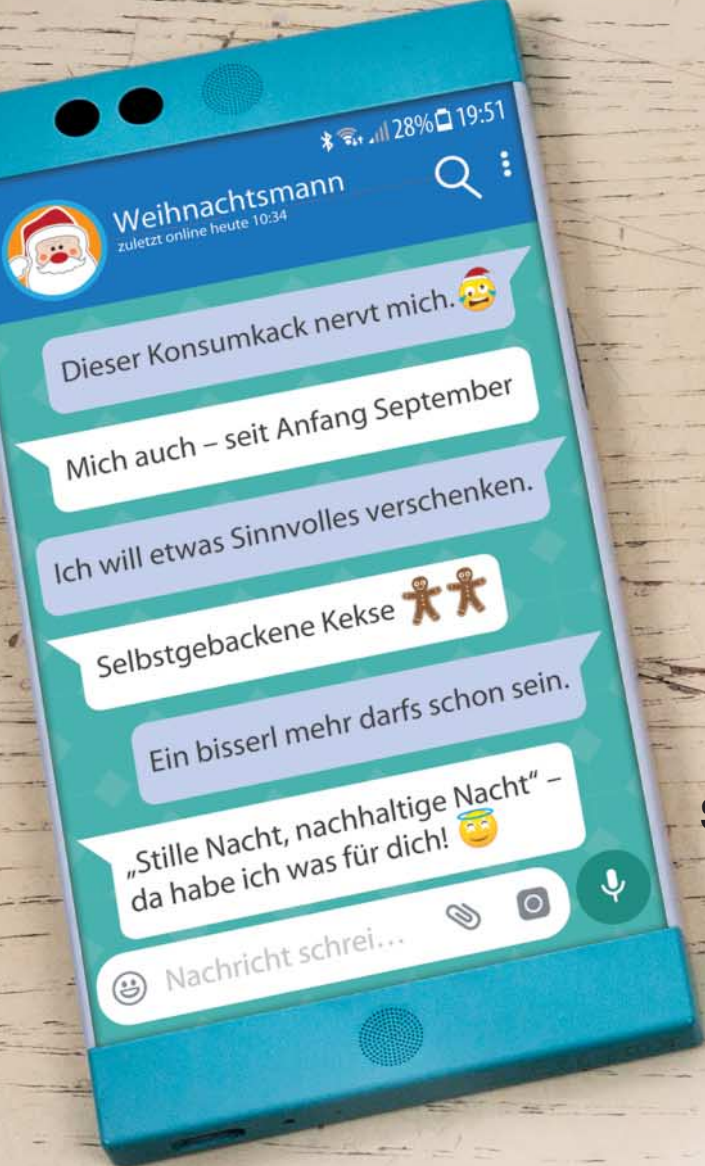 28% 19:51
Weihnachtsmann
zuletzt online heute 10:34
Dieser Konsumkack nervt mich.
Mich auch – seit Anfang September
Ich will etwas Sinnvolles verschenken.
Selbstgebackene Kekse
Ein bisserl mehr darfs schon sein.
„Stille Nacht, nachhaltige Nacht“ –
da habe ich was für dich!
Nachricht schrei...